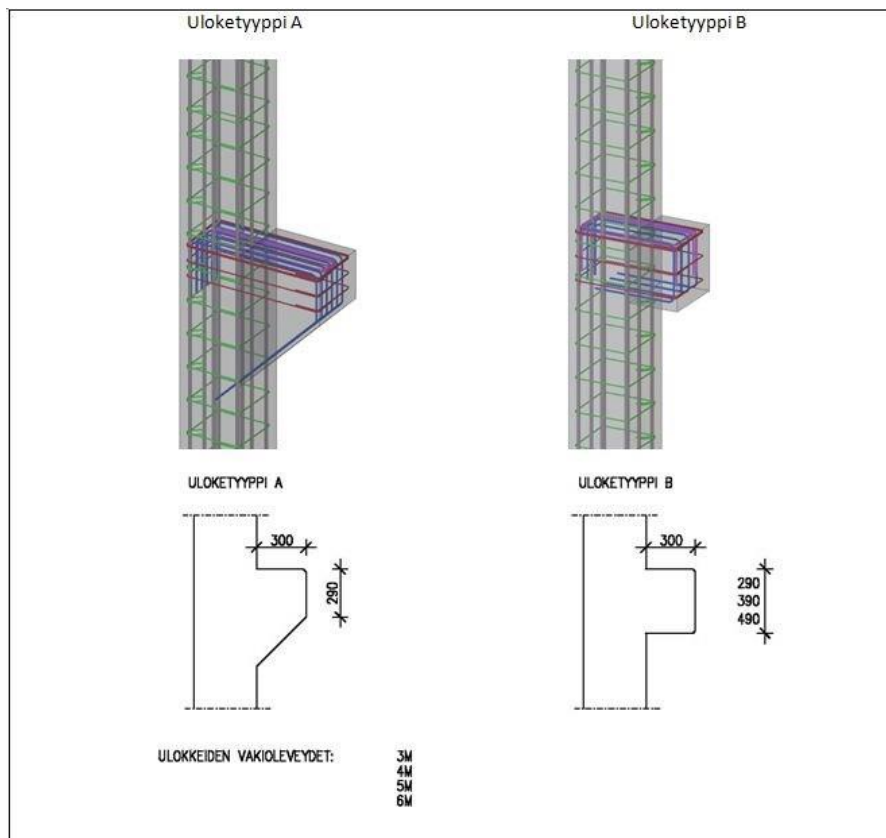 Uloketyyppi A
Uloketyyppi B
ULOKETYYPPI A
ULOKETYYPPI B
300
290
300
290
390
490
ULOKKEIDEN VAKIOLEVEYDET:
3M
4M
5M
6M